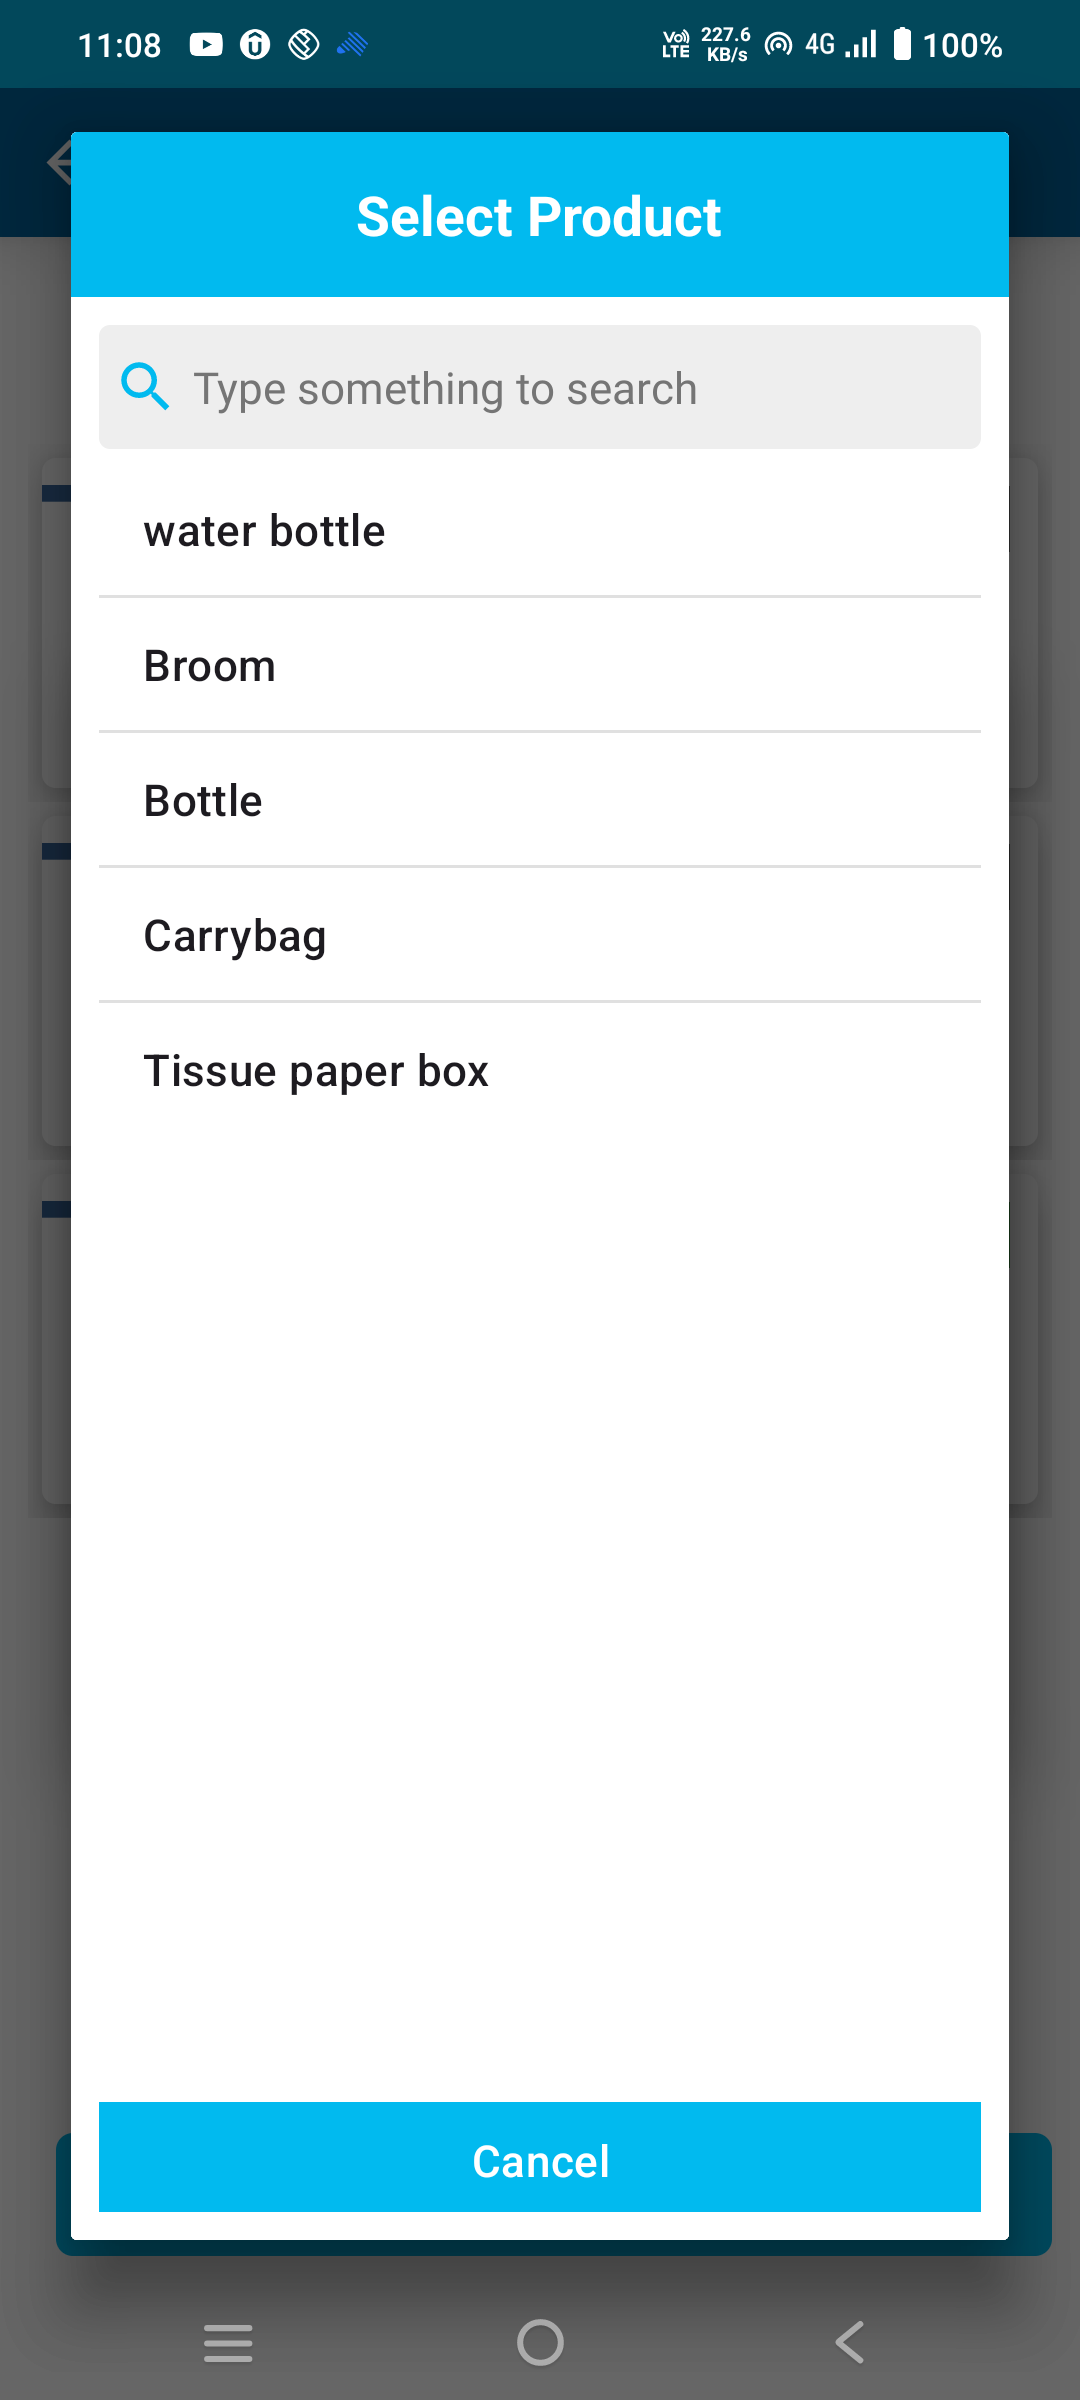 11:08 Vo) LTE 227.6 KB/s 4G 100%
Select Product
Type something to search
water bottle
Broom
Bottle
Carrybag
Tissue paper box
Cancel